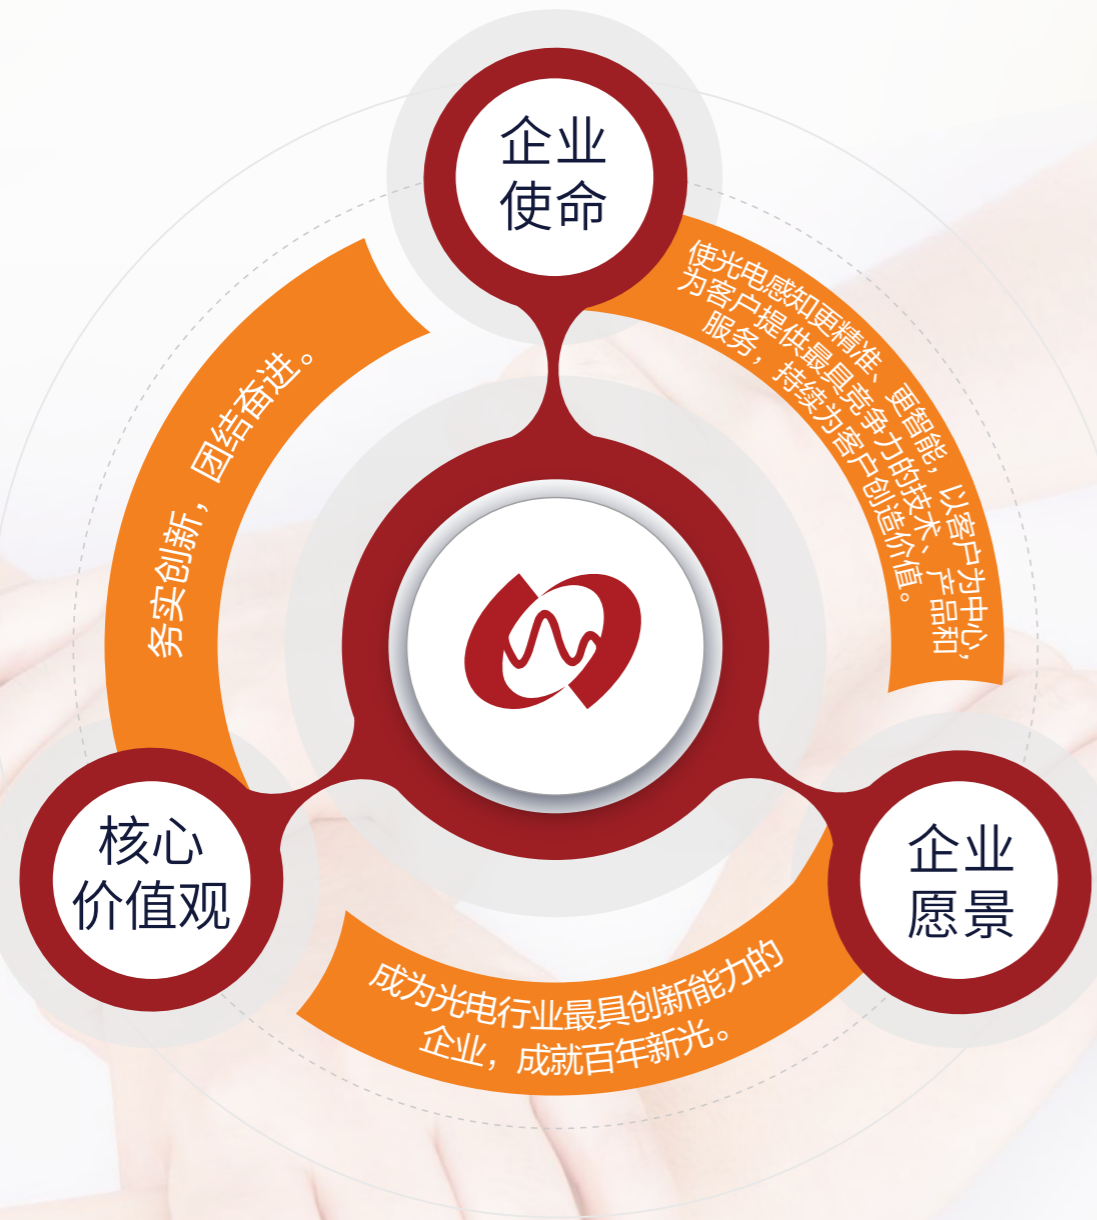 企业
使命
使光电感知更精准、更智能，以客户为中心，
为客户提供最具竞争力的技术、产品和
服务，持续为客户创造价值。
务实创新，团结奋进。
核心
价值观
企业
愿景
成为光电行业最具创新能力的
企业，成就百年新光。